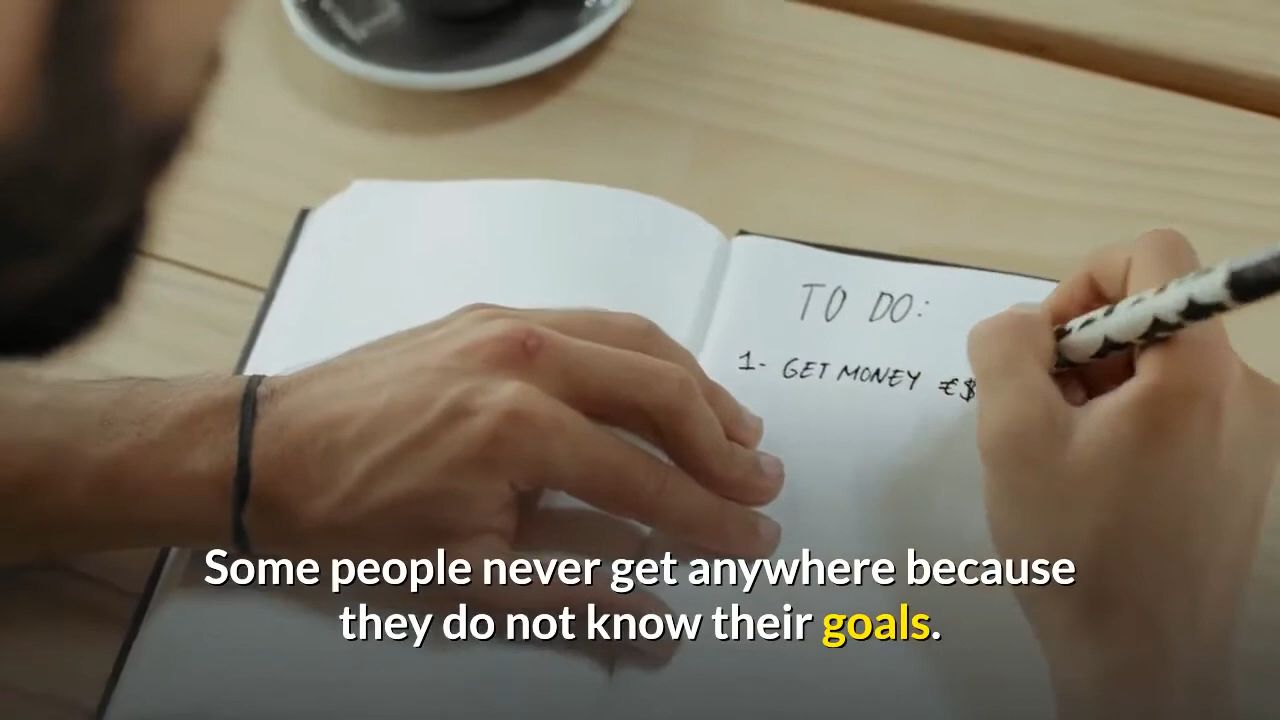 TO DO:
1- GET MONEY €$
Some people never get anywhere because
they do not know their goals.